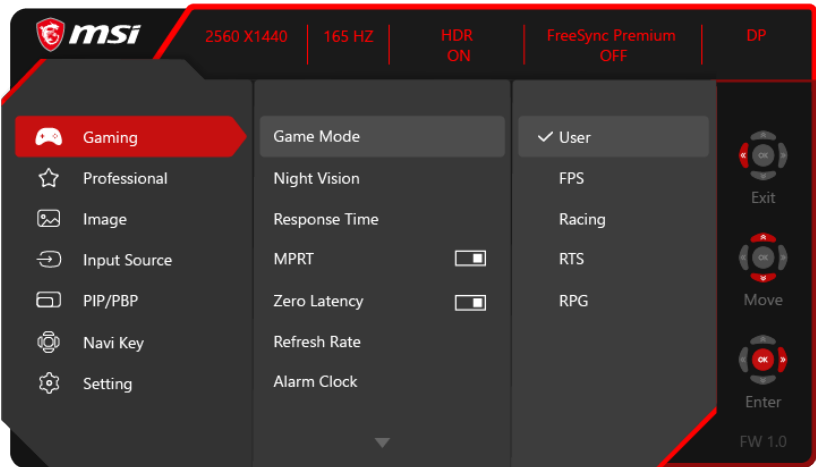 msi
2560 X1440
165 HZ
HDR
ON
FreeSync Premium
OFF
DP
Gaming
Professional
Image
Input Source
PIP/PBP
Navi Key
Setting
Game Mode
Night Vision
Response Time
MPRT
Zero Latency
Refresh Rate
Alarm Clock
User
FPS
Racing
RTS
RPG
OK
Exit
OK
Move
OK
Enter
FW 1.0